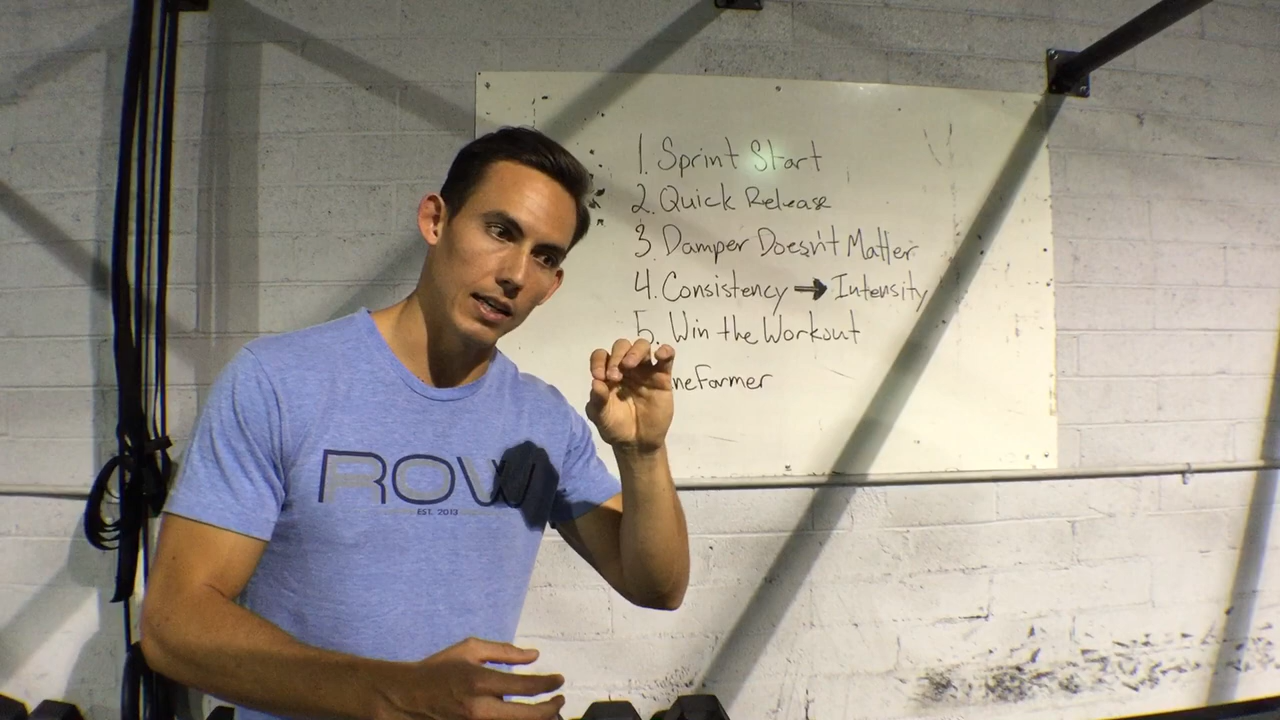 1. Sprint Start
2. Quick Release
3. Damper Doesn't Matter
4. Consistency → Intensity
5. Win the Workout
neFarmer
ROW
EST. 2013